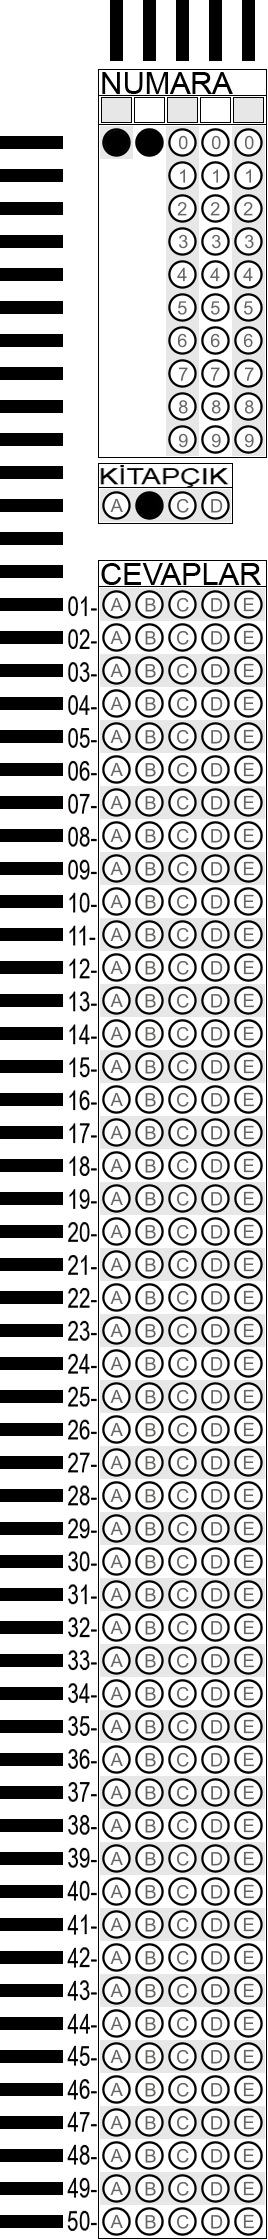 NUMARA
0 0 0
1 1 1
2 2 2
3 3 3
4 4 4
5 5 5
6 6 6
7 7 7
8 8 8
9 9 9
KİTAPÇIK
A C D
CEVAPLAR
01- A B C D E
02- A B C D E
03- A B C D E
04- A B C D E
05- A B C D E
06- A B C D E
07- A B C D E
08- A B C D E
09- A B C D E
10- A B C D E
11- A B C D E
12- A B C D E
13- A B C D E
14- A B C D E
15- A B C D E
16- A B C D E
17- A B C D E
18- A B C D E
19- A B C D E
20- A B C D E
21- A B C D E
22- A B C D E
23- A B C D E
24- A B C D E
25- A B C D E
26- A B C D E
27- A B C D E
28- A B C D E
29- A B C D E
30- A B C D E
31- A B C D E
32- A B C D E
33- A B C D E
34- A B C D E
35- A B C D E
36- A B C D E
37- A B C D E
38- A B C D E
39- A B C D E
40- A B C D E
41- A B C D E
42- A B C D E
43- A B C D E
44- A B C D E
45- A B C D E
46- A B C D E
47- A B C D E
48- A B C D E
49- A B C D E
50- A B C D E